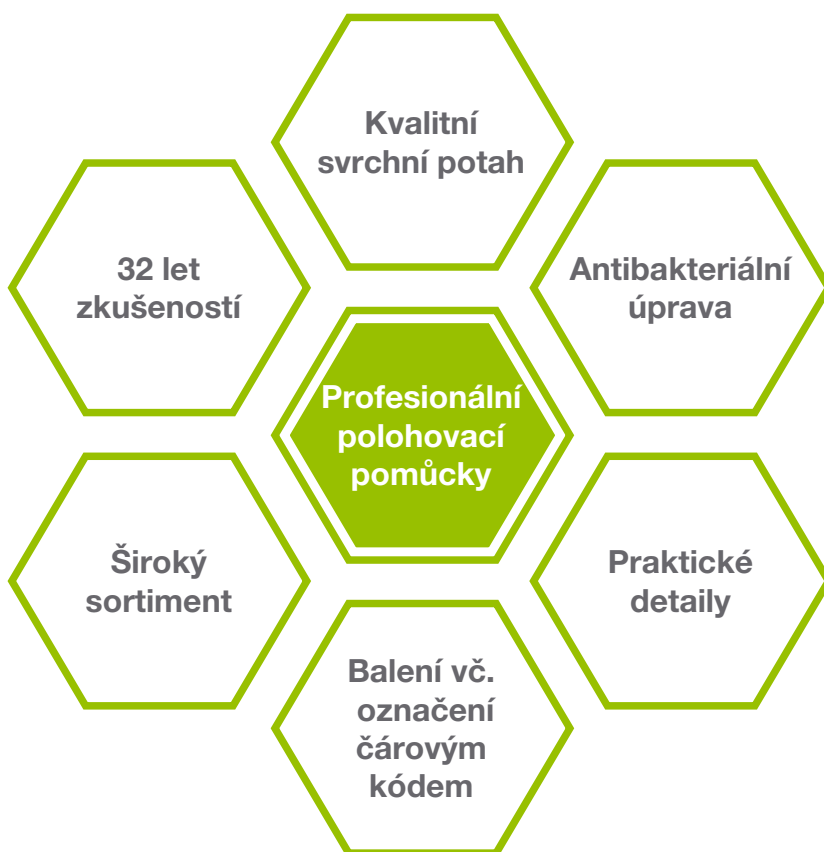 Kvalitní
svrchní potah
32 let
zkušeností
Antibakteriální
úprava
Profesionální
polohovací
pomůcky
Široký
sortiment
Praktické
detaily
Balení vč.
označení
čárovým
kódem